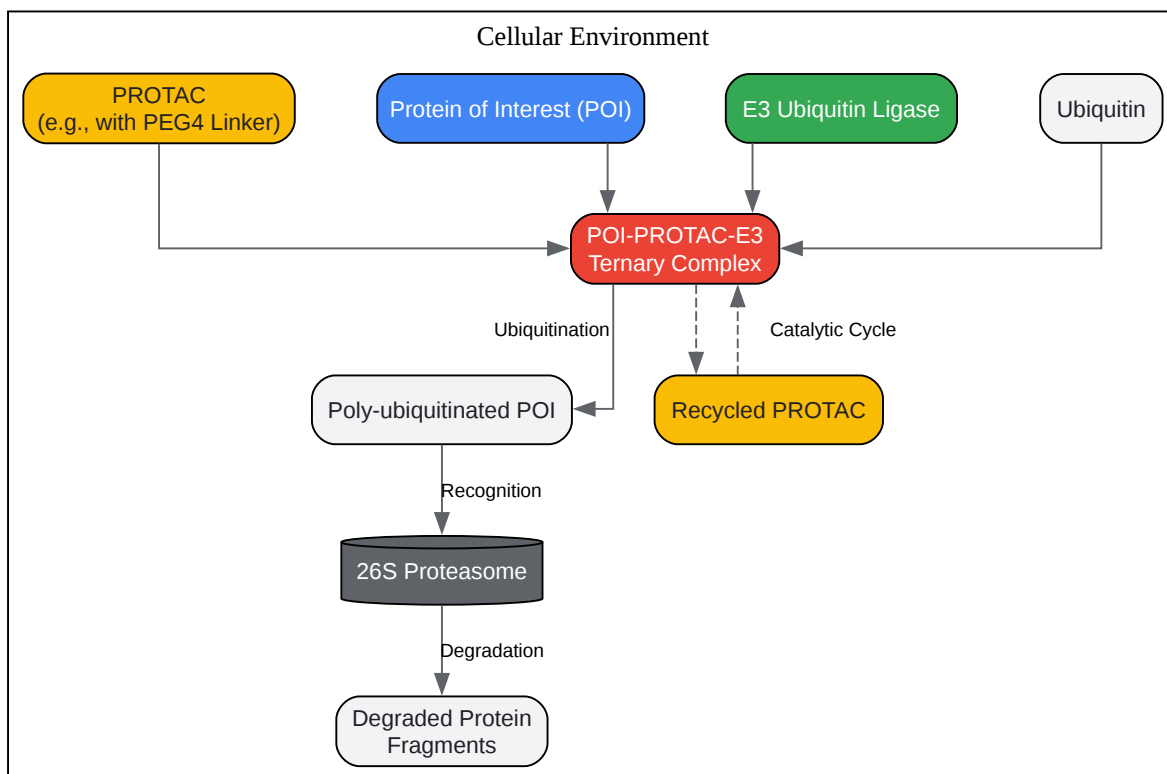 Cellular Environment
PROTAC
(e.g., with PEG4 Linker)
Protein of Interest (POI)
E3 Ubiquitin Ligase
Ubiquitin
POI-PROTAC-E3
Ternary Complex
Ubiquitination
Catalytic Cycle
Poly-ubiquitinated POI
Recycled PROTAC
Recognition
26S Proteasome
Degradation
Degraded Protein
Fragments